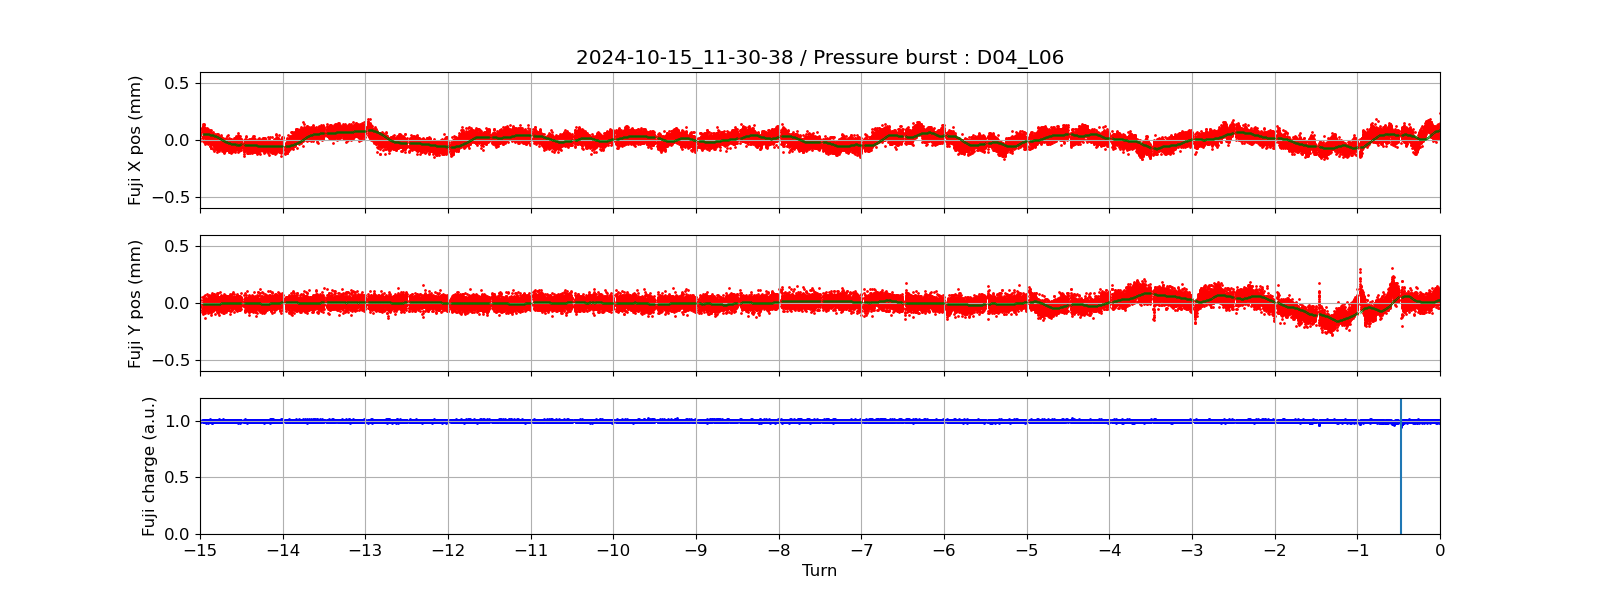 2024-10-15_11-30-38 / Pressure burst : D04_L06
Fuji X pos (mm)
0.5
0.0
−0.5
Fuji Y pos (mm)
0.5
0.0
−0.5
Fuji charge (a.u.)
1.0
0.5
0.0
−15 −14 −13 −12 −11 −10 −9 −8 −7 −6 −5 −4 −3 −2 −1 0
Turn